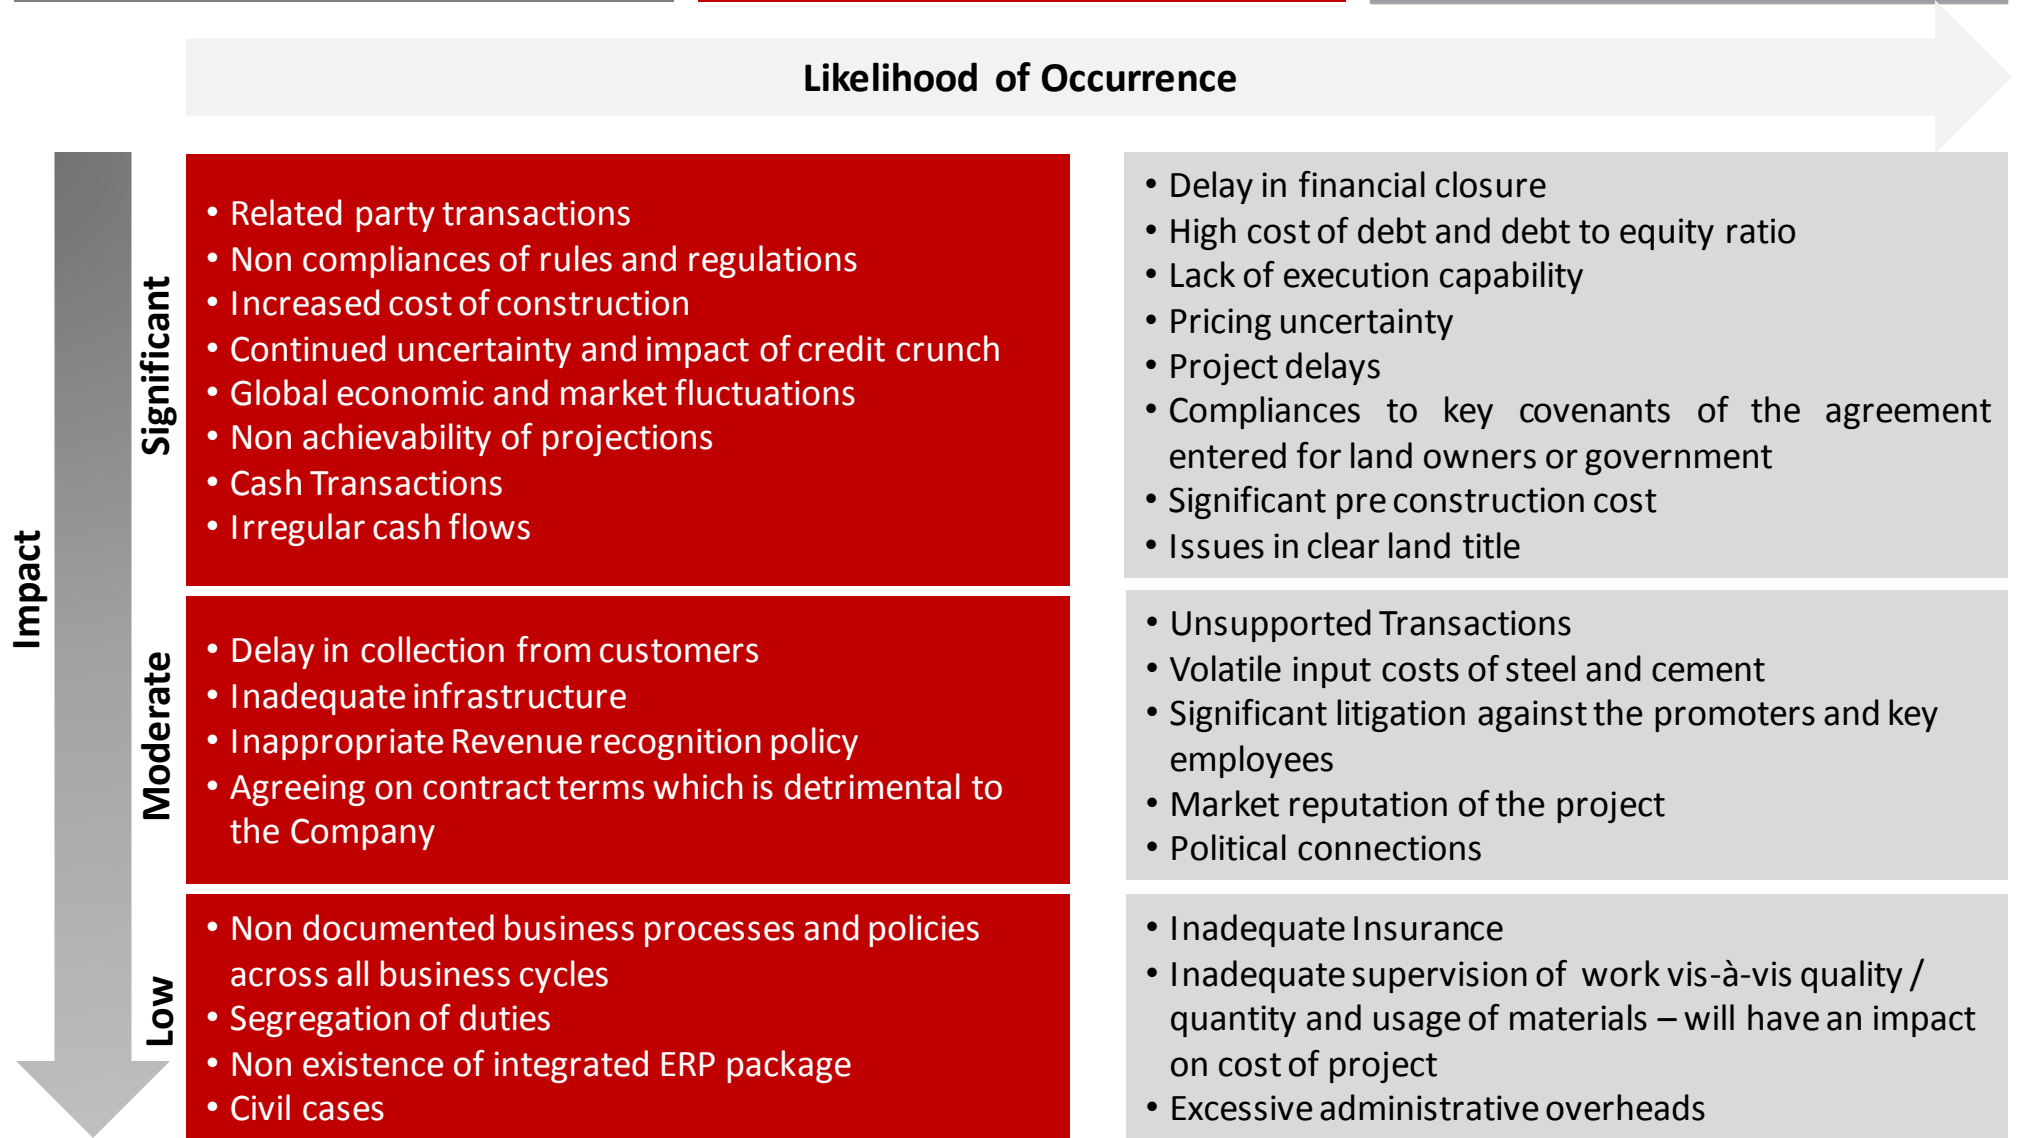 Likelihood of Occurrence
Impact
Significant
• Related party transactions
• Non compliances of rules and regulations
• Increased cost of construction
• Continued uncertainty and impact of credit crunch
• Global economic and market fluctuations
• Non achievability of projections
• Cash Transactions
• Irregular cash flows
• Delay in financial closure
• High cost of debt and debt to equity ratio
• Lack of execution capability
• Pricing uncertainty
• Project delays
• Compliances to key covenants of the agreement
entered for land owners or government
• Significant pre construction cost
• Issues in clear land title
Moderate
• Delay in collection from customers
• Inadequate infrastructure
• Inappropriate Revenue recognition policy
• Agreeing on contract terms which is detrimental to
the Company
• Unsupported Transactions
• Volatile input costs of steel and cement
• Significant litigation against the promoters and key
employees
• Market reputation of the project
• Political connections
Low
• Non documented business processes and policies
across all business cycles
• Segregation of duties
• Non existence of integrated ERP package
• Civil cases
• Inadequate Insurance
• Inadequate supervision of work vis-à-vis quality /
quantity and usage of materials – will have an impact
on cost of project
• Excessive administrative overheads